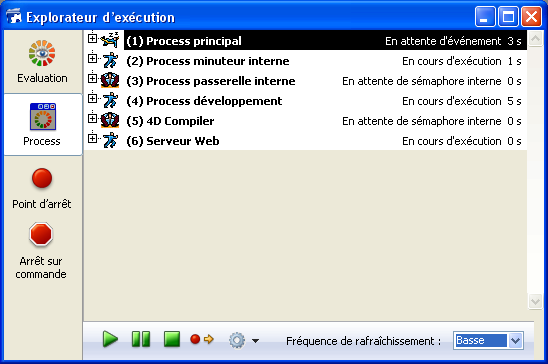 Explorateur d'exécution
Evaluation
Process
Point d'arrêt
Arrêt sur
commande
(1) Process principal En attente d'événement 3 s
(2) Process minuteur interne En cours d'exécution 1 s
(3) Process passerelle interne En attente de sémaphore interne 0 s
(4) Process développement En cours d'exécution 5 s
(5) 4D Compiler En attente de sémaphore interne 0 s
(6) Serveur Web En cours d'exécution 0 s
Fréquence de rafraîchissement : Basse